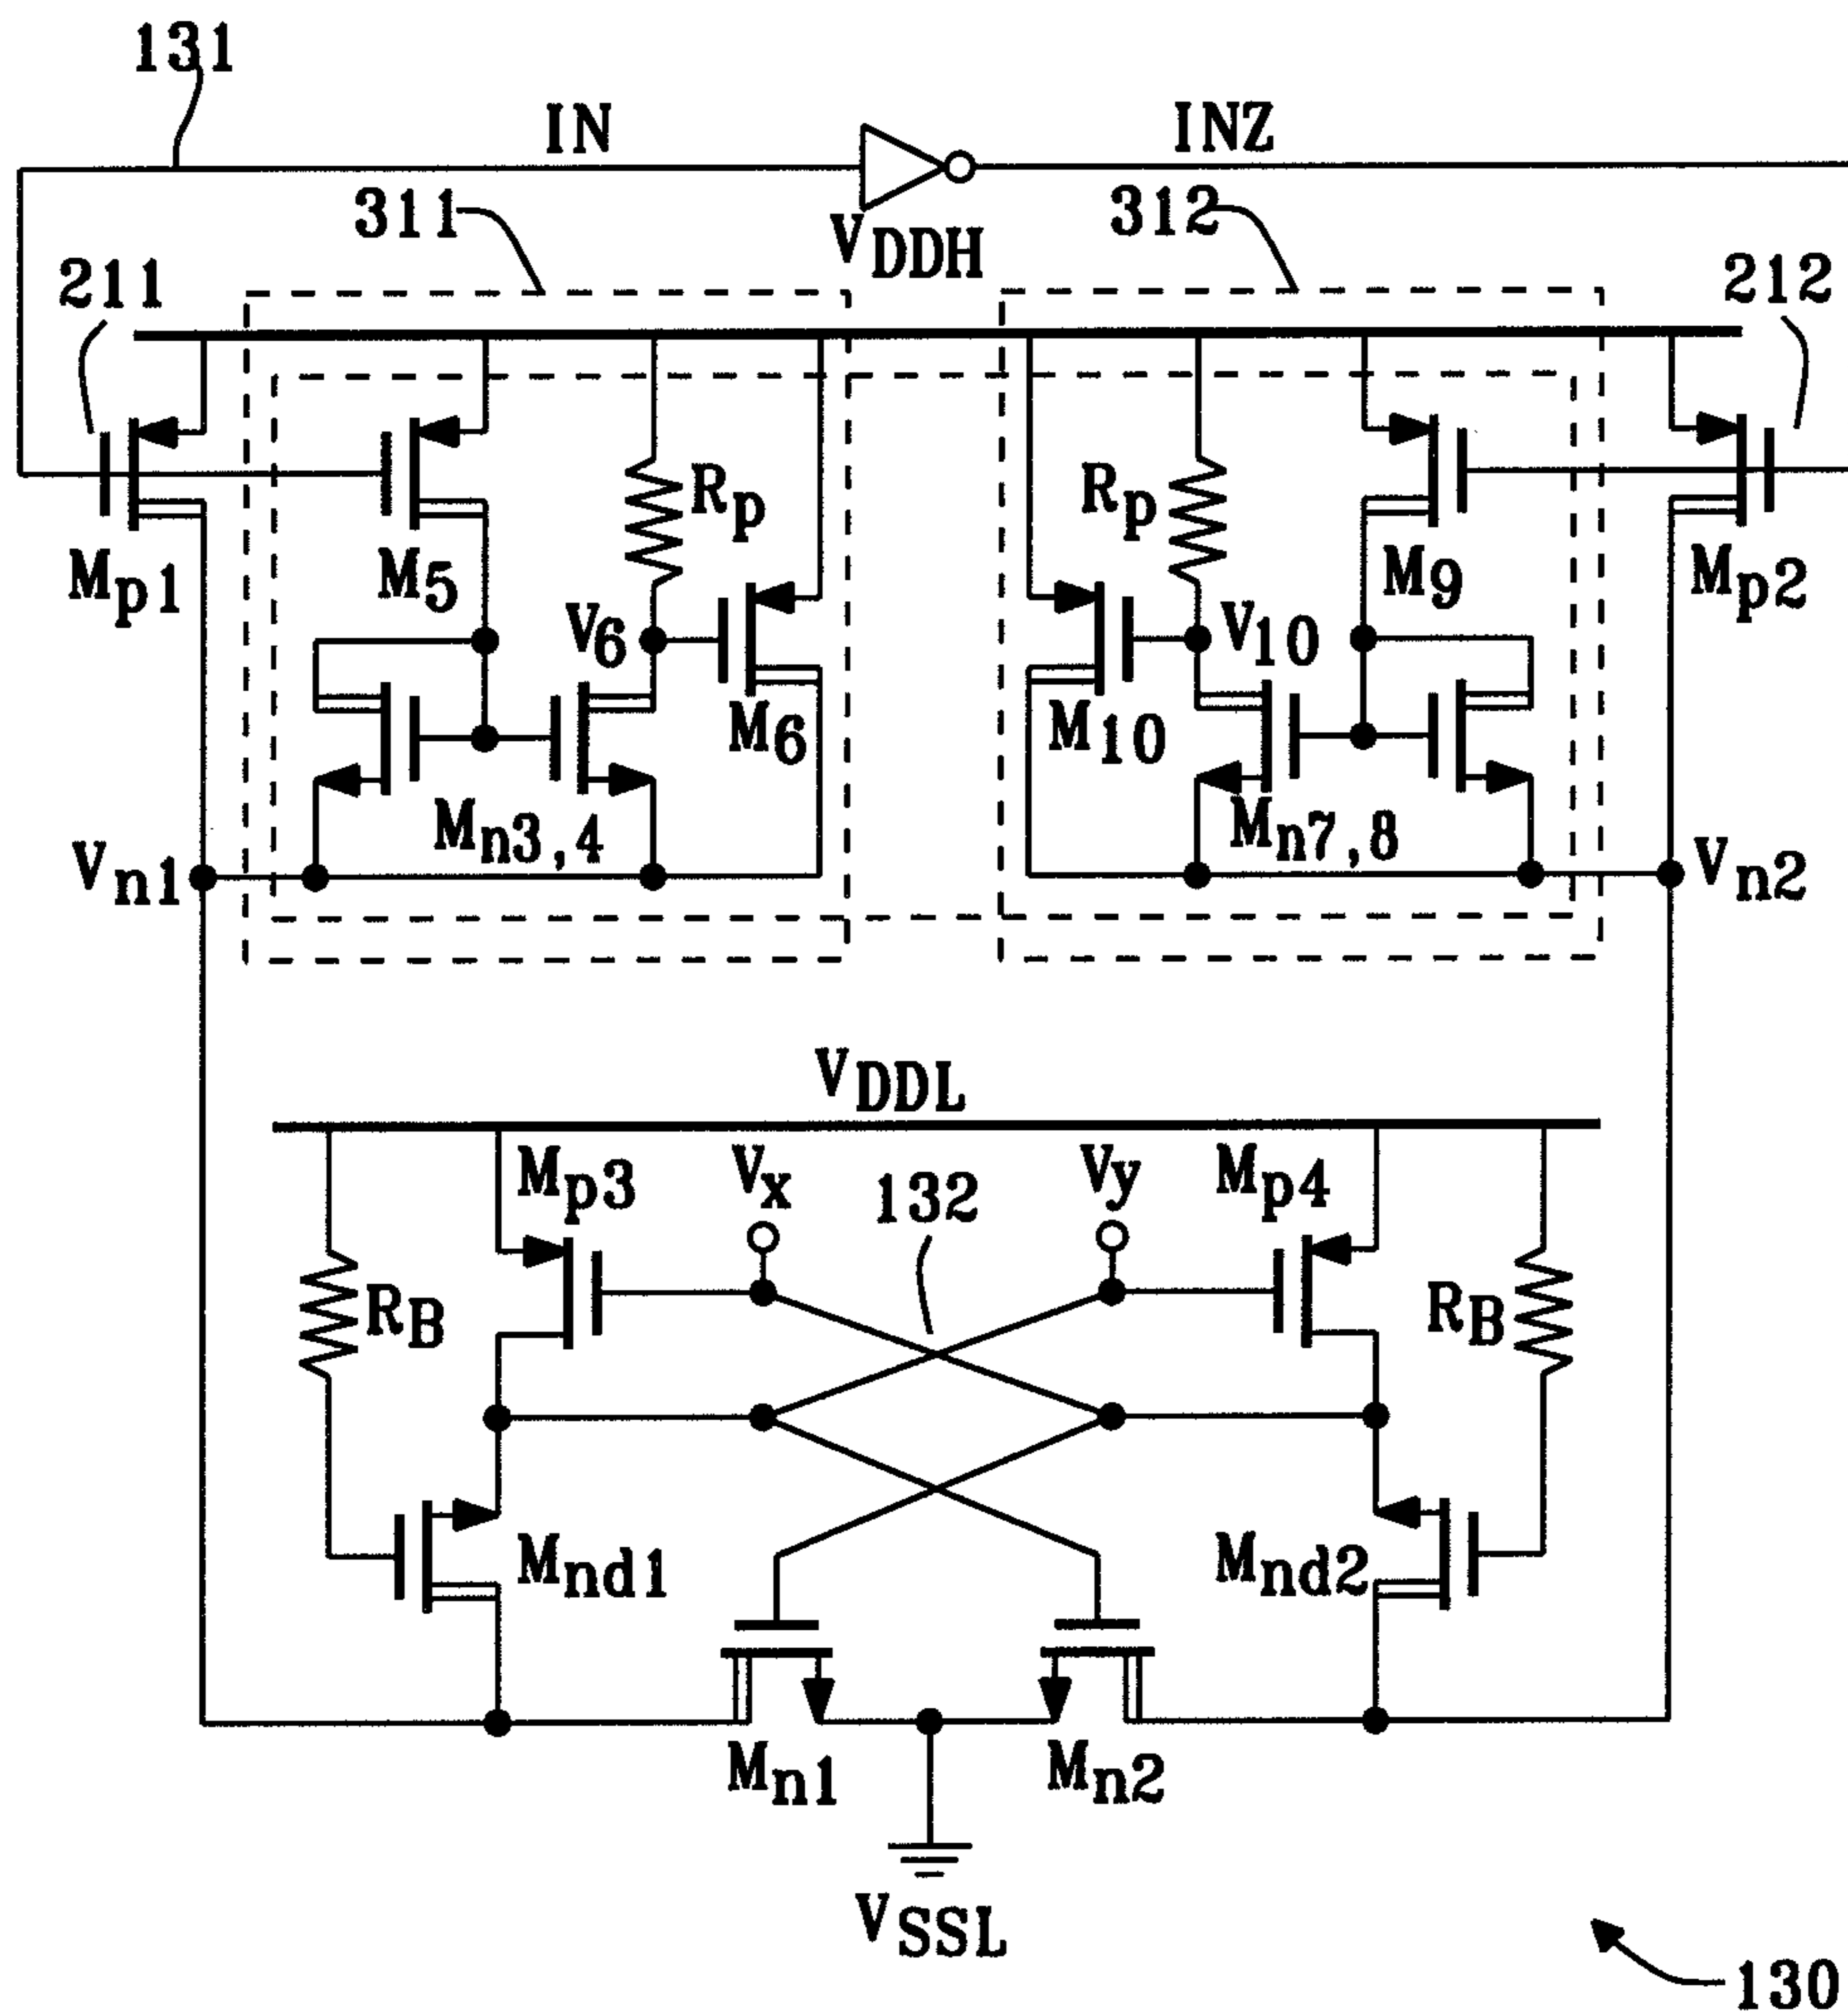 131
IN
INZ
311
VDDH
312
211
212
Rp
Rp
Mp1
M5
M9
Mp2
V6
V10
M6
M10
Mn3,4
Mn7,8
Vn1
Vn2
VDDL
Mp3
Vx
132
Vy
Mp4
RB
RB
Mnd1
Mnd2
Mn1
Mn2
VSSL
130